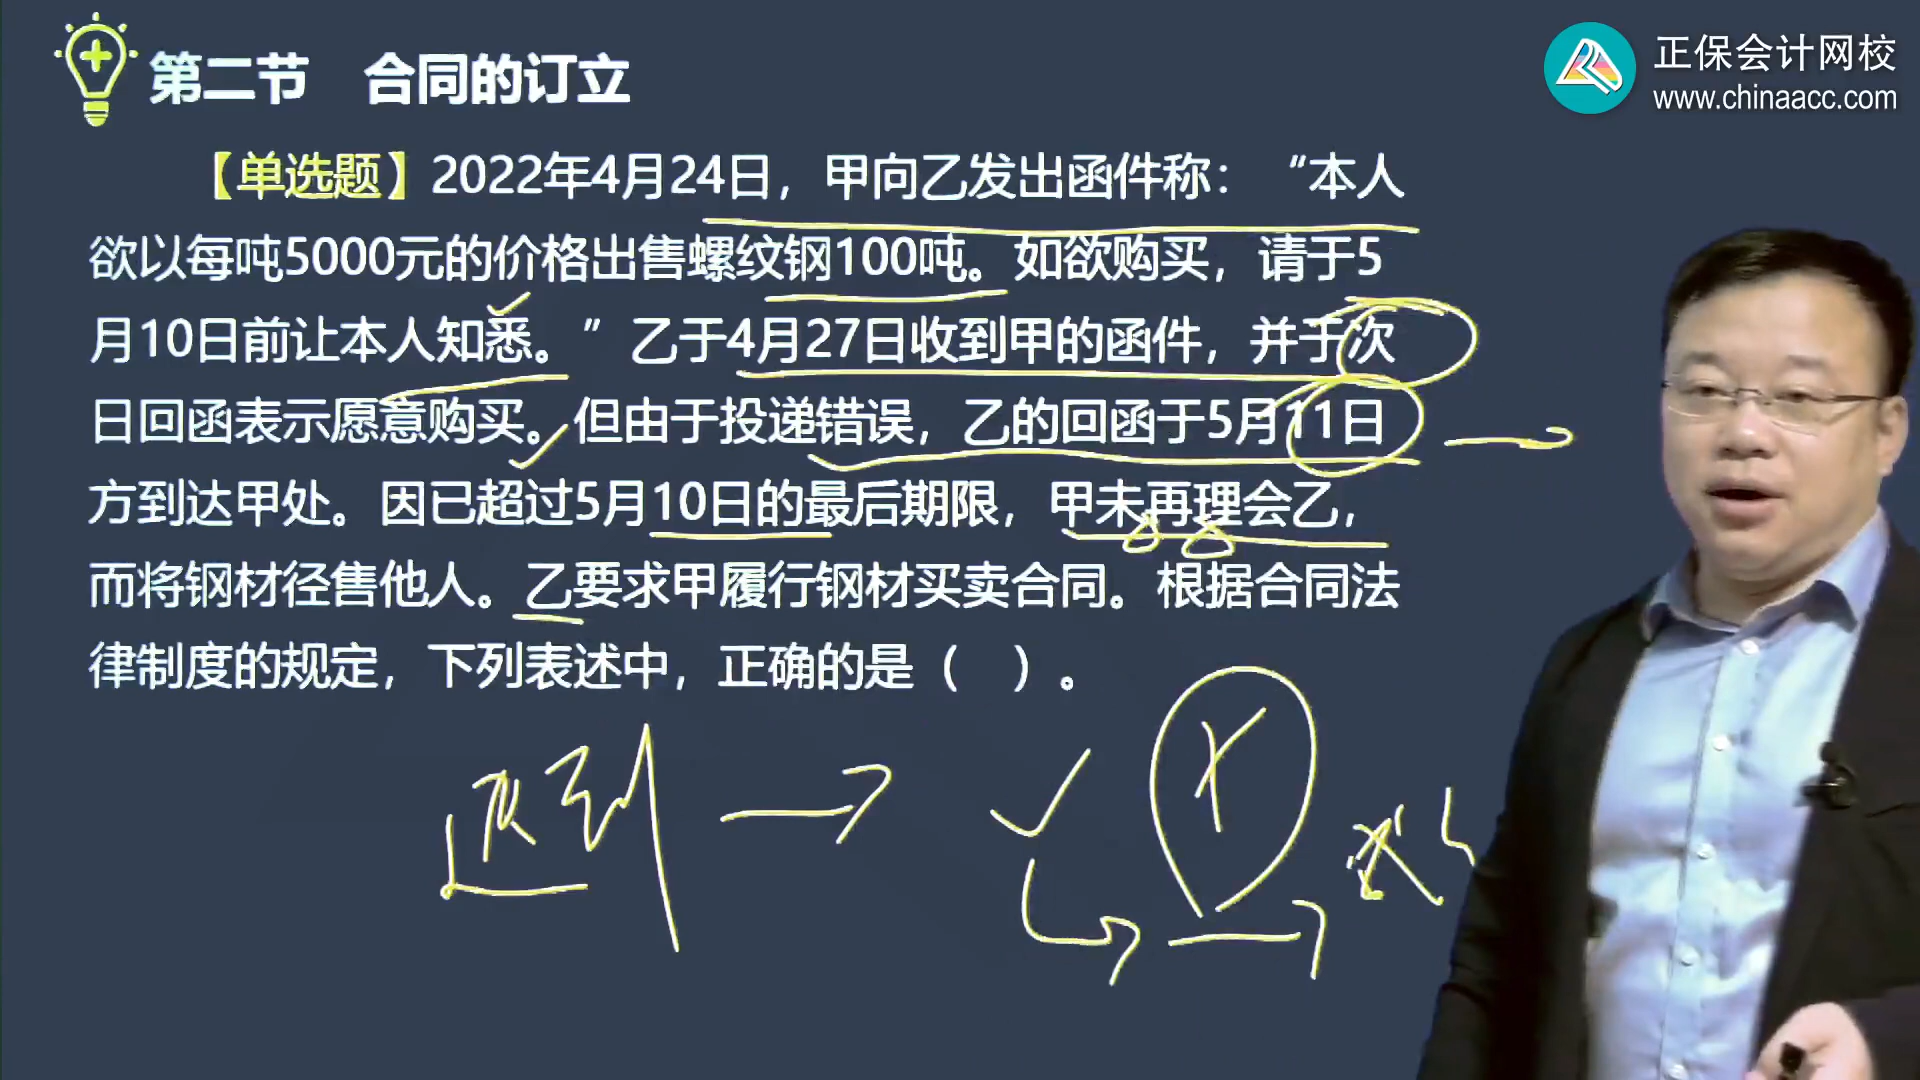 第二节 合同的订立
正保会计网校
www.chinaacc.com
【单选题】2022年4月24日，甲向乙发出函件称：“本人
欲以每吨5000元的价格出售螺纹钢100吨。如欲购买，请于5
月10日前让本人知悉。”乙于4月27日收到甲的函件，并于次
日回函表示愿意购买。但由于投递错误，乙的回函于5月11日
方到达甲处。因已超过5月10日的最后期限，甲未再理会乙，
而将钢材径售他人。乙要求甲履行钢材买卖合同。根据合同法
律制度的规定，下列表述中，正确的是（ ）。
迟到